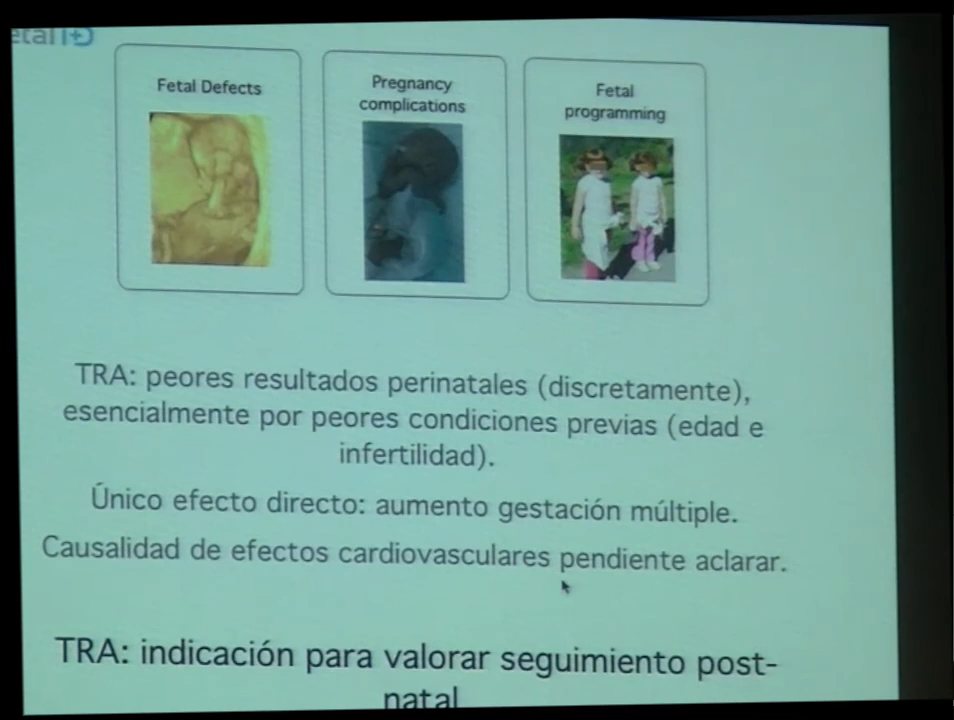 Fetal Defects
Pregnancy
complications
Fetal
programming
TRA: peores resultados perinatales (discretamente),
esencialmente por peores condiciones previas (edad e
infertilidad).
Único efecto directo: aumento gestación múltiple.
Causalidad de efectos cardiovasculares pendiente aclarar.
TRA: indicación para valorar seguimiento post-
natal